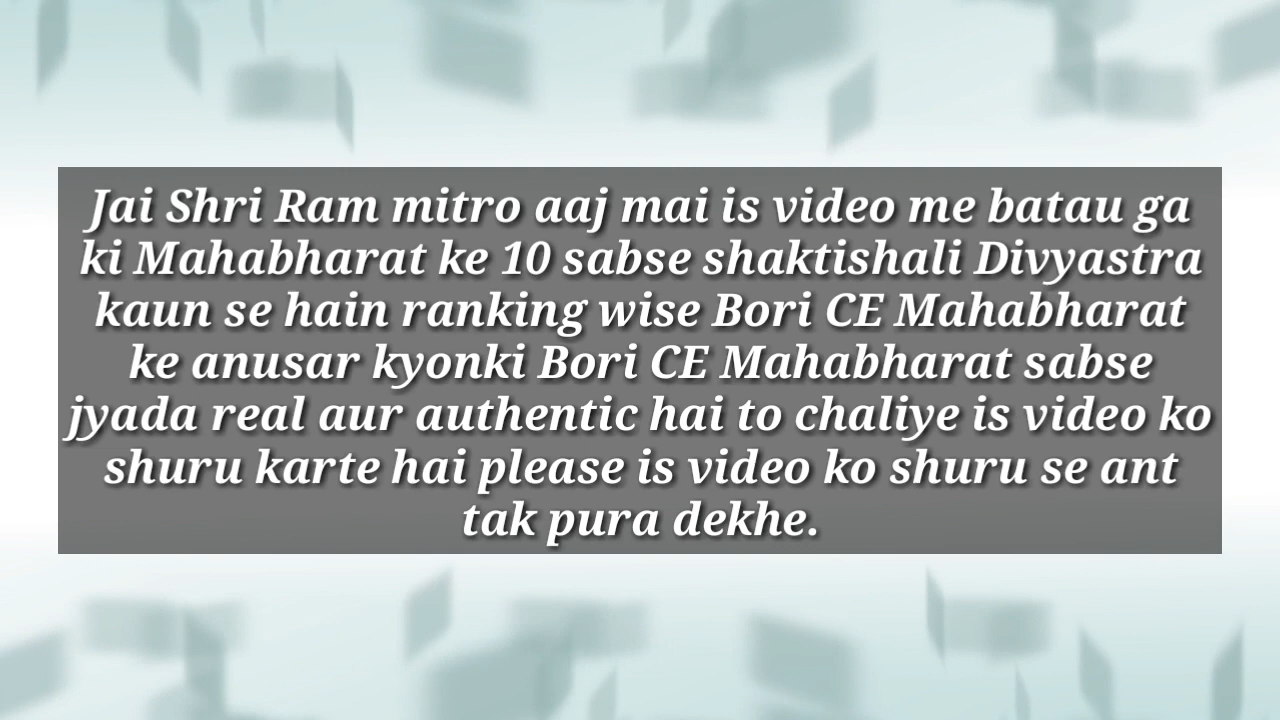 Jai Shri Ram mitro aaj mai is video me batau ga
ki Mahabharat ke 10 sabse shaktishali Divyastra
kaun se hain ranking wise Bori CE Mahabharat
ke anusar kyonki Bori CE Mahabharat sabse
jyada real aur authentic hai to chaliye is video ko
shuru karte hai please is video ko shuru se ant
tak pura dekhe.